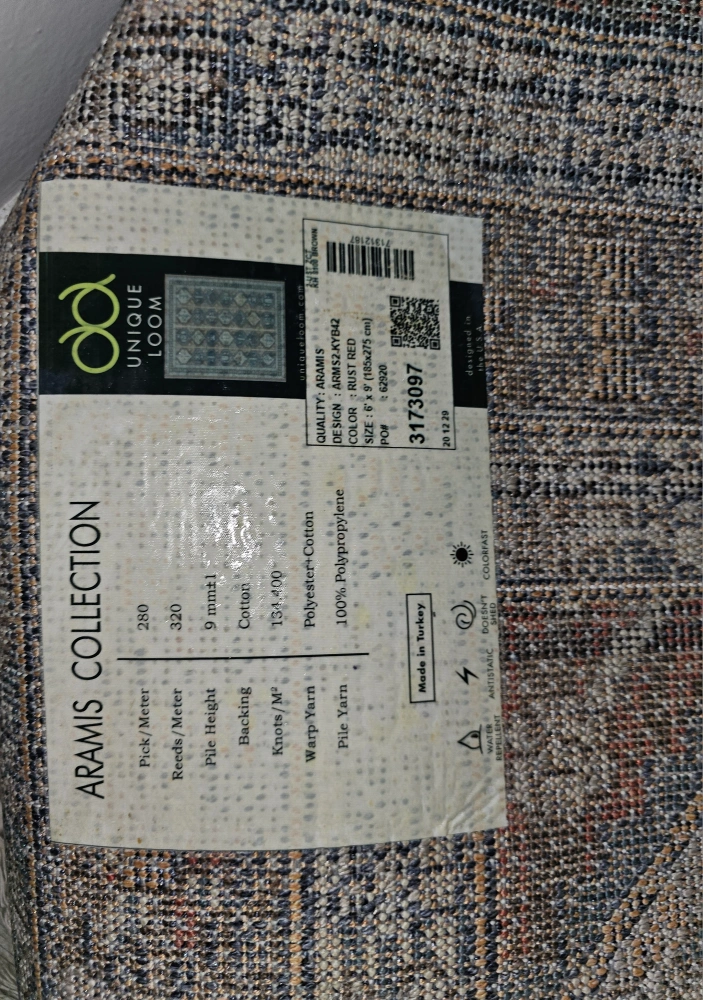 UNIQUE
LOOM
uniqueloom.com
designed in
the U.S.A
71312187
QUALITY : ARAMIS
DESIGN : ARMS2-KYB42
COLOR : RUST RED
SIZE : 6' x 9' (185x275 cm)
PO# : 62920
3173097
20 12 29
ARAMIS COLLECTION
Pick/Meter 280
Reeds/Meter 320
Pile Height 9 mm±1
Backing Cotton
Knots/M² 134.400
Warp Yarn Polyester+Cotton
Pile Yarn 100% Polypropylene
Made in Turkey
WATER
REPELLENT
ANTISTATIC
DOESN'T
SHED
COLORFAST